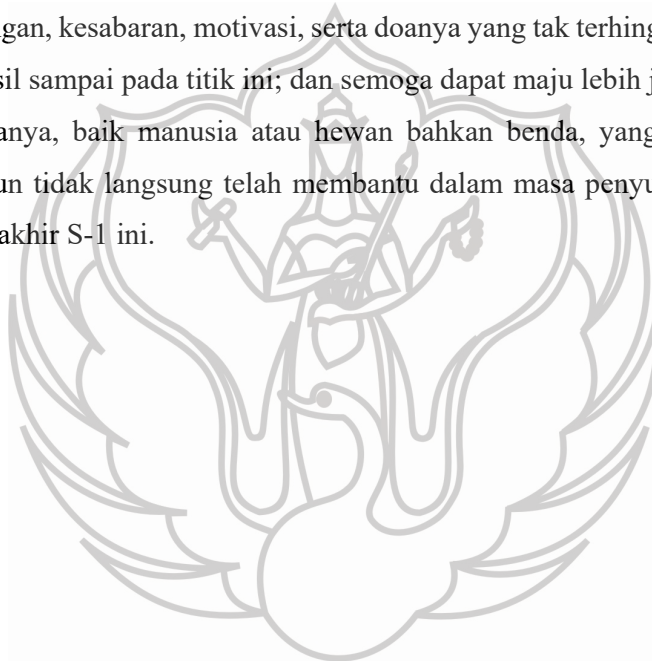 ngan, kesabaran, motivasi, serta doanya yang tak terhing
sil sampai pada titik ini; dan semoga dapat maju lebih j
anya, baik manusia atau hewan bahkan benda, yang
un tidak langsung telah membantu dalam masa penyu
akhir S-1 ini.